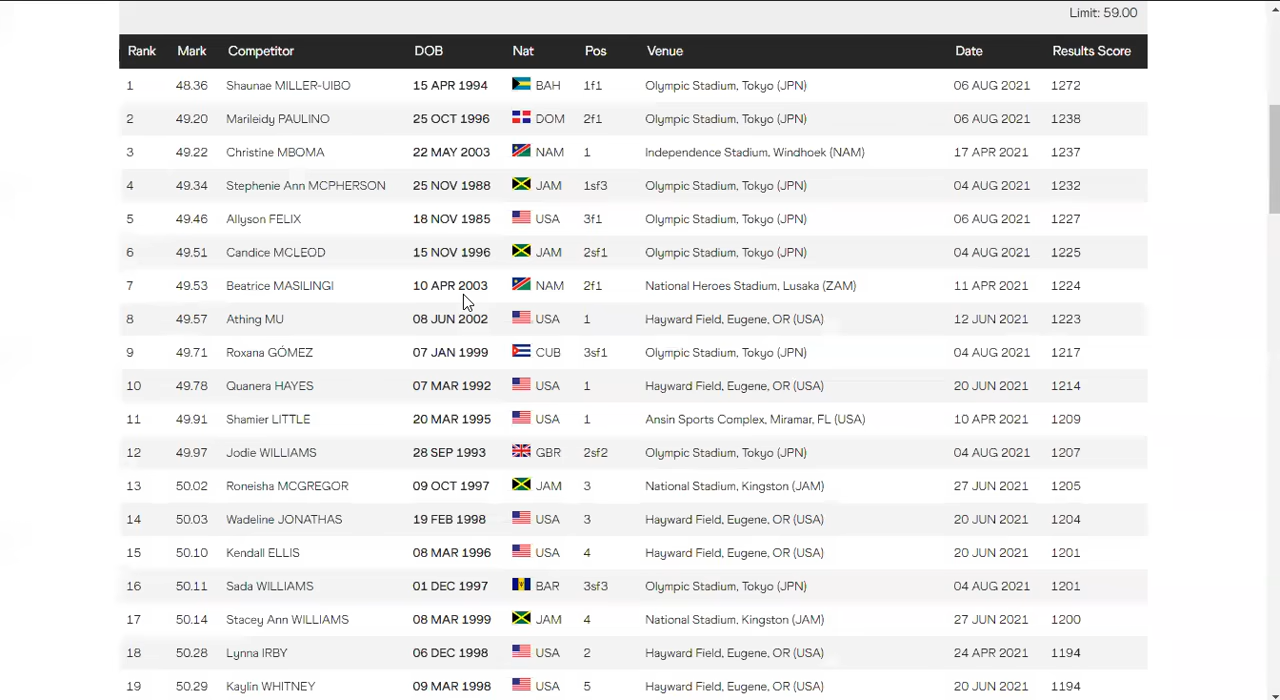 Limit: 59.00
Rank Mark Competitor DOB Nat Pos Venue Date Results Score
1 48.36 Shaunae MILLER-UIBO 15 APR 1994 BAH 1f1 Olympic Stadium, Tokyo (JPN) 06 AUG 2021 1272
2 49.20 Marileidy PAULINO 25 OCT 1996 DOM 2f1 Olympic Stadium, Tokyo (JPN) 06 AUG 2021 1238
3 49.22 Christine MBOMA 22 MAY 2003 NAM 1 Independence Stadium, Windhoek (NAM) 17 APR 2021 1237
4 49.34 Stephenie Ann MCPHERSON 25 NOV 1988 JAM 1sf3 Olympic Stadium, Tokyo (JPN) 04 AUG 2021 1232
5 49.46 Allyson FELIX 18 NOV 1985 USA 3f1 Olympic Stadium, Tokyo (JPN) 06 AUG 2021 1227
6 49.51 Candice MCLEOD 15 NOV 1996 JAM 2sf1 Olympic Stadium, Tokyo (JPN) 04 AUG 2021 1225
7 49.53 Beatrice MASILINGI 10 APR 2003 NAM 2f1 National Heroes Stadium, Lusaka (ZAM) 11 APR 2021 1224
8 49.57 Athing MU 08 JUN 2002 USA 1 Hayward Field, Eugene, OR (USA) 12 JUN 2021 1223
9 49.71 Roxana GÓMEZ 07 JAN 1999 CUB 3sf1 Olympic Stadium, Tokyo (JPN) 04 AUG 2021 1217
10 49.78 Quanera HAYES 07 MAR 1992 USA 1 Hayward Field, Eugene, OR (USA) 20 JUN 2021 1214
11 49.91 Shamier LITTLE 20 MAR 1995 USA 1 Ansin Sports Complex, Miramar, FL (USA) 10 APR 2021 1209
12 49.97 Jodie WILLIAMS 28 SEP 1993 GBR 2sf2 Olympic Stadium, Tokyo (JPN) 04 AUG 2021 1207
13 50.02 Roneisha MCGREGOR 09 OCT 1997 JAM 3 National Stadium, Kingston (JAM) 27 JUN 2021 1205
14 50.03 Wadeline JONATHAS 19 FEB 1998 USA 3 Hayward Field, Eugene, OR (USA) 20 JUN 2021 1204
15 50.10 Kendall ELLIS 08 MAR 1996 USA 4 Hayward Field, Eugene, OR (USA) 20 JUN 2021 1201
16 50.11 Sada WILLIAMS 01 DEC 1997 BAR 3sf3 Olympic Stadium, Tokyo (JPN) 04 AUG 2021 1201
17 50.14 Stacey Ann WILLIAMS 08 MAR 1999 JAM 4 National Stadium, Kingston (JAM) 27 JUN 2021 1200
18 50.28 Lynna IRBY 06 DEC 1998 USA 2 Hayward Field, Eugene, OR (USA) 24 APR 2021 1194
19 50.29 Kaylin WHITNEY 09 MAR 1998 USA 5 Hayward Field, Eugene, OR (USA) 20 JUN 2021 1194